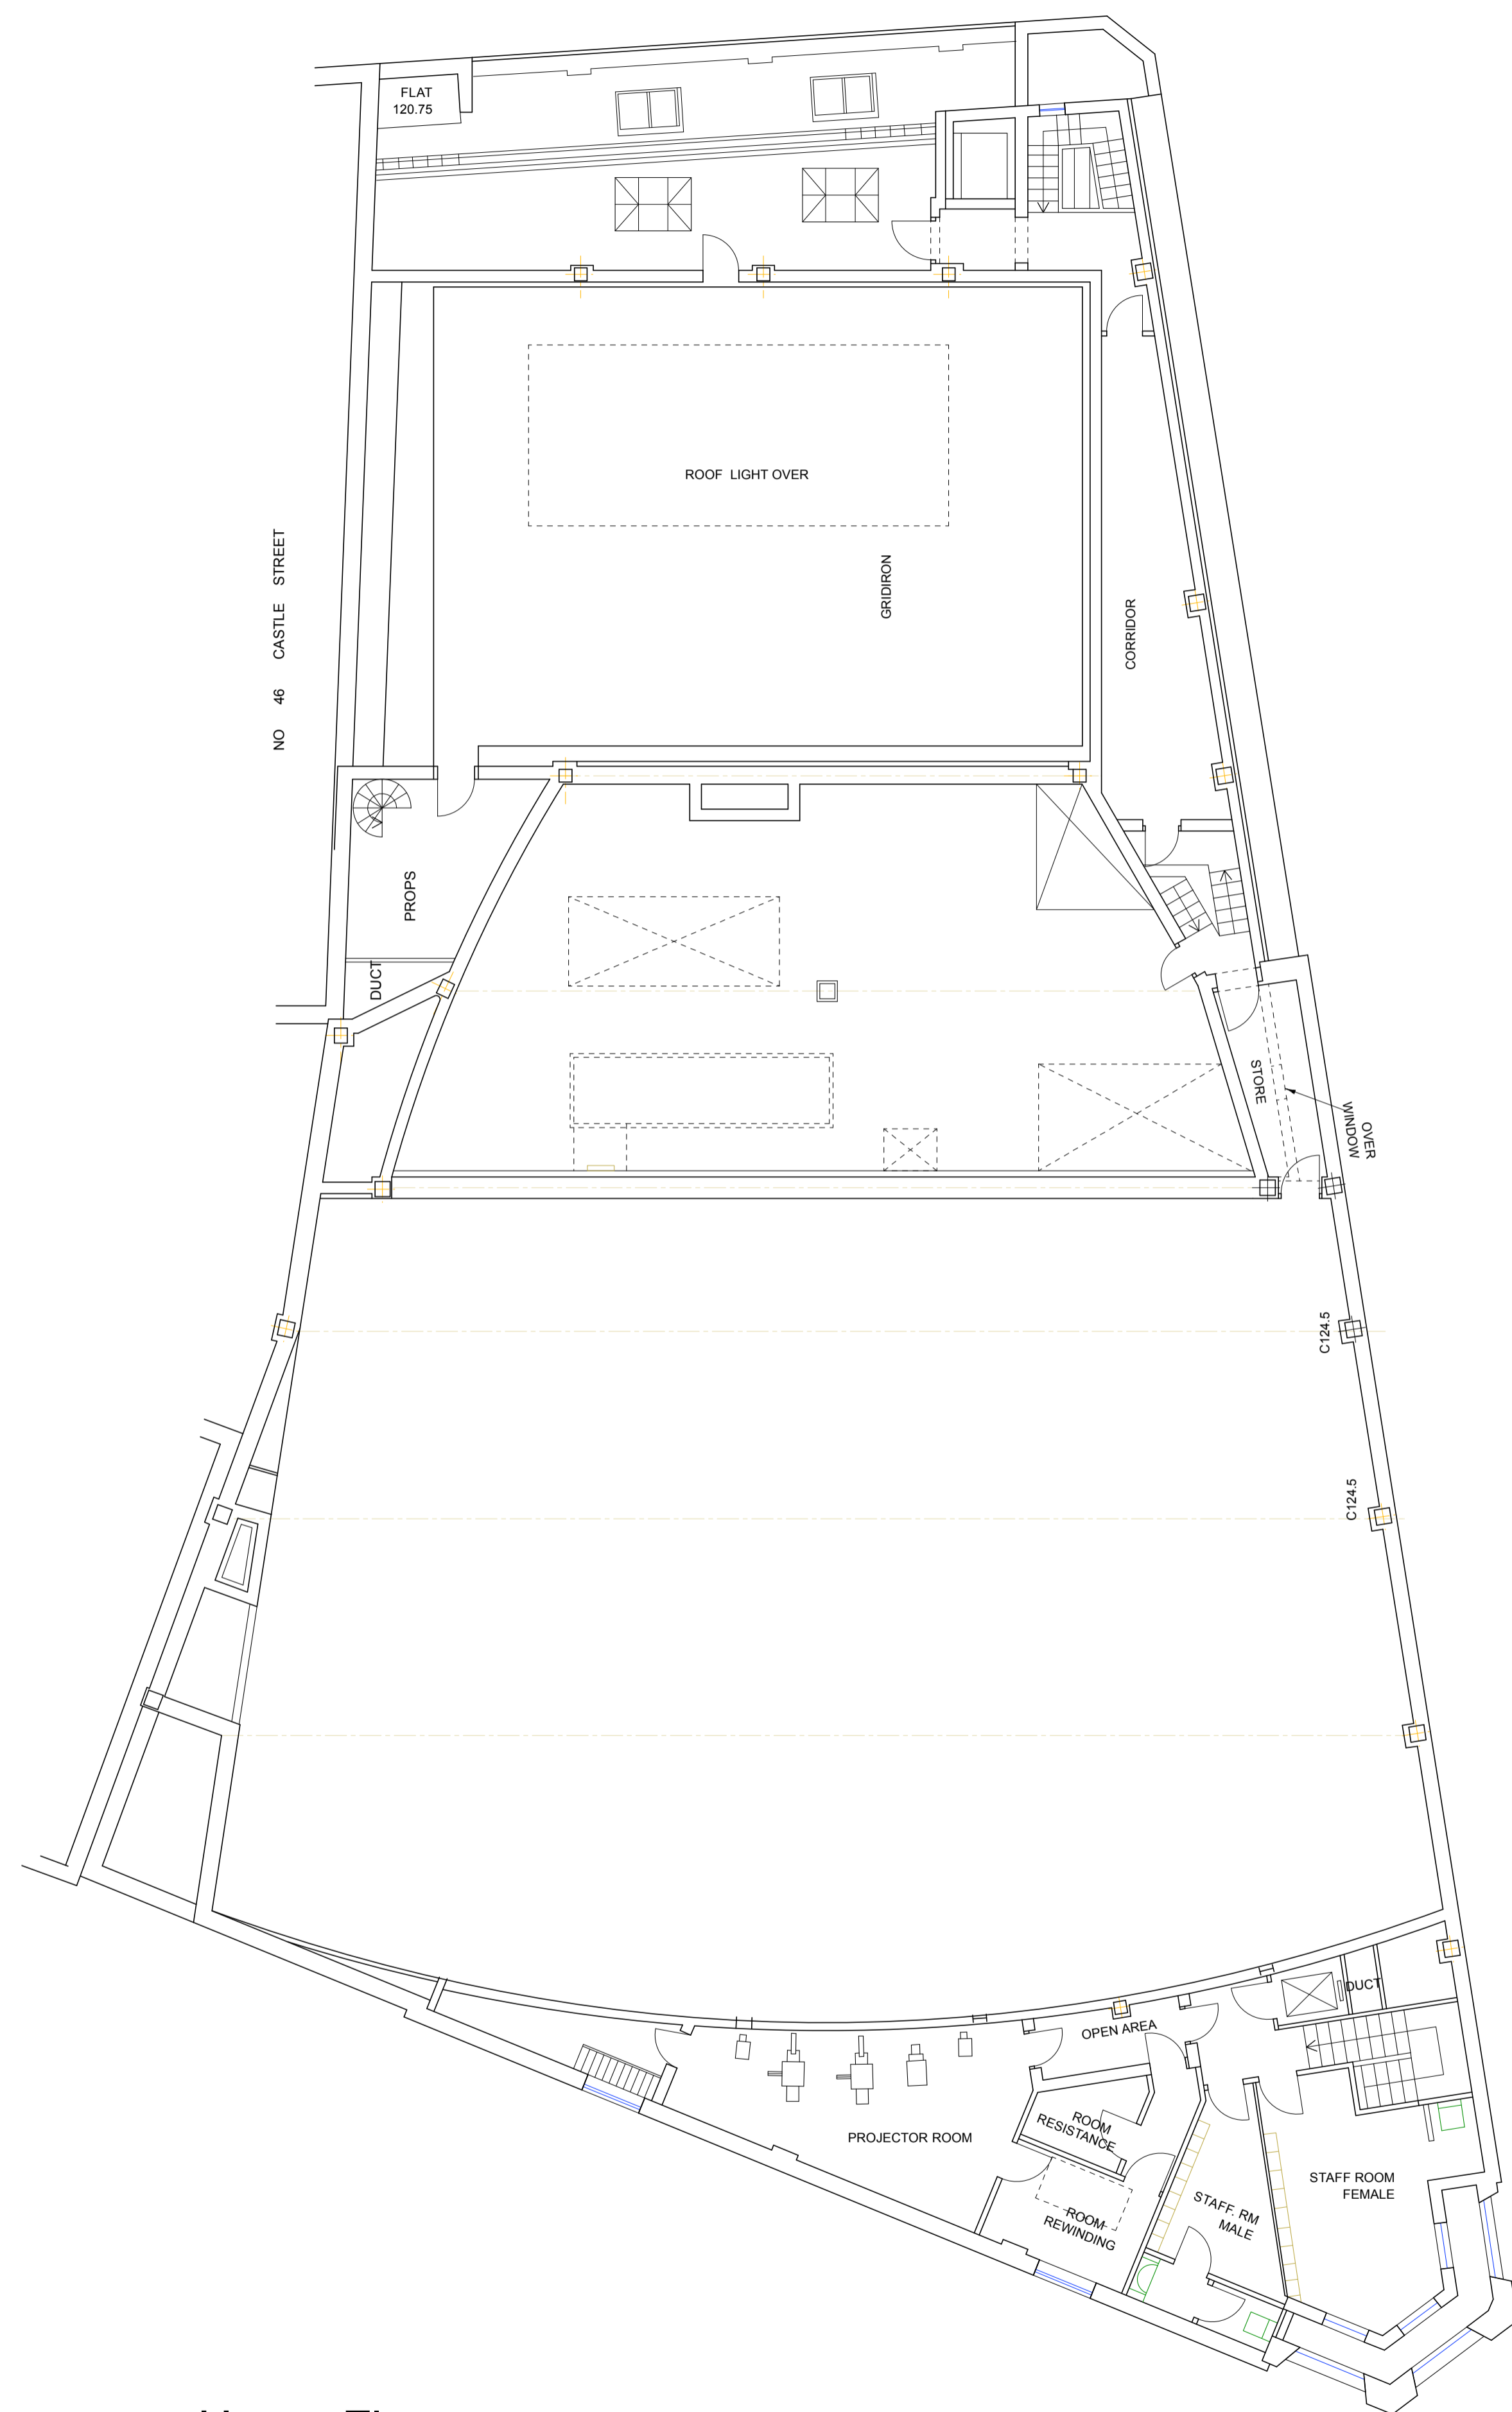 FLAT
120.75
ROOF LIGHT OVER
GRIDIRON
NO 46 CASTLE STREET
CORRIDOR
PROPS
DUCT
STORE
OVER
WINDOW
C124.5
C124.5
DUCT
OPEN AREA
ROOM
RESISTANCE
PROJECTOR ROOM
STAFF ROOM
FEMALE
STAFF. RM
MALE
ROOM
REWINDING